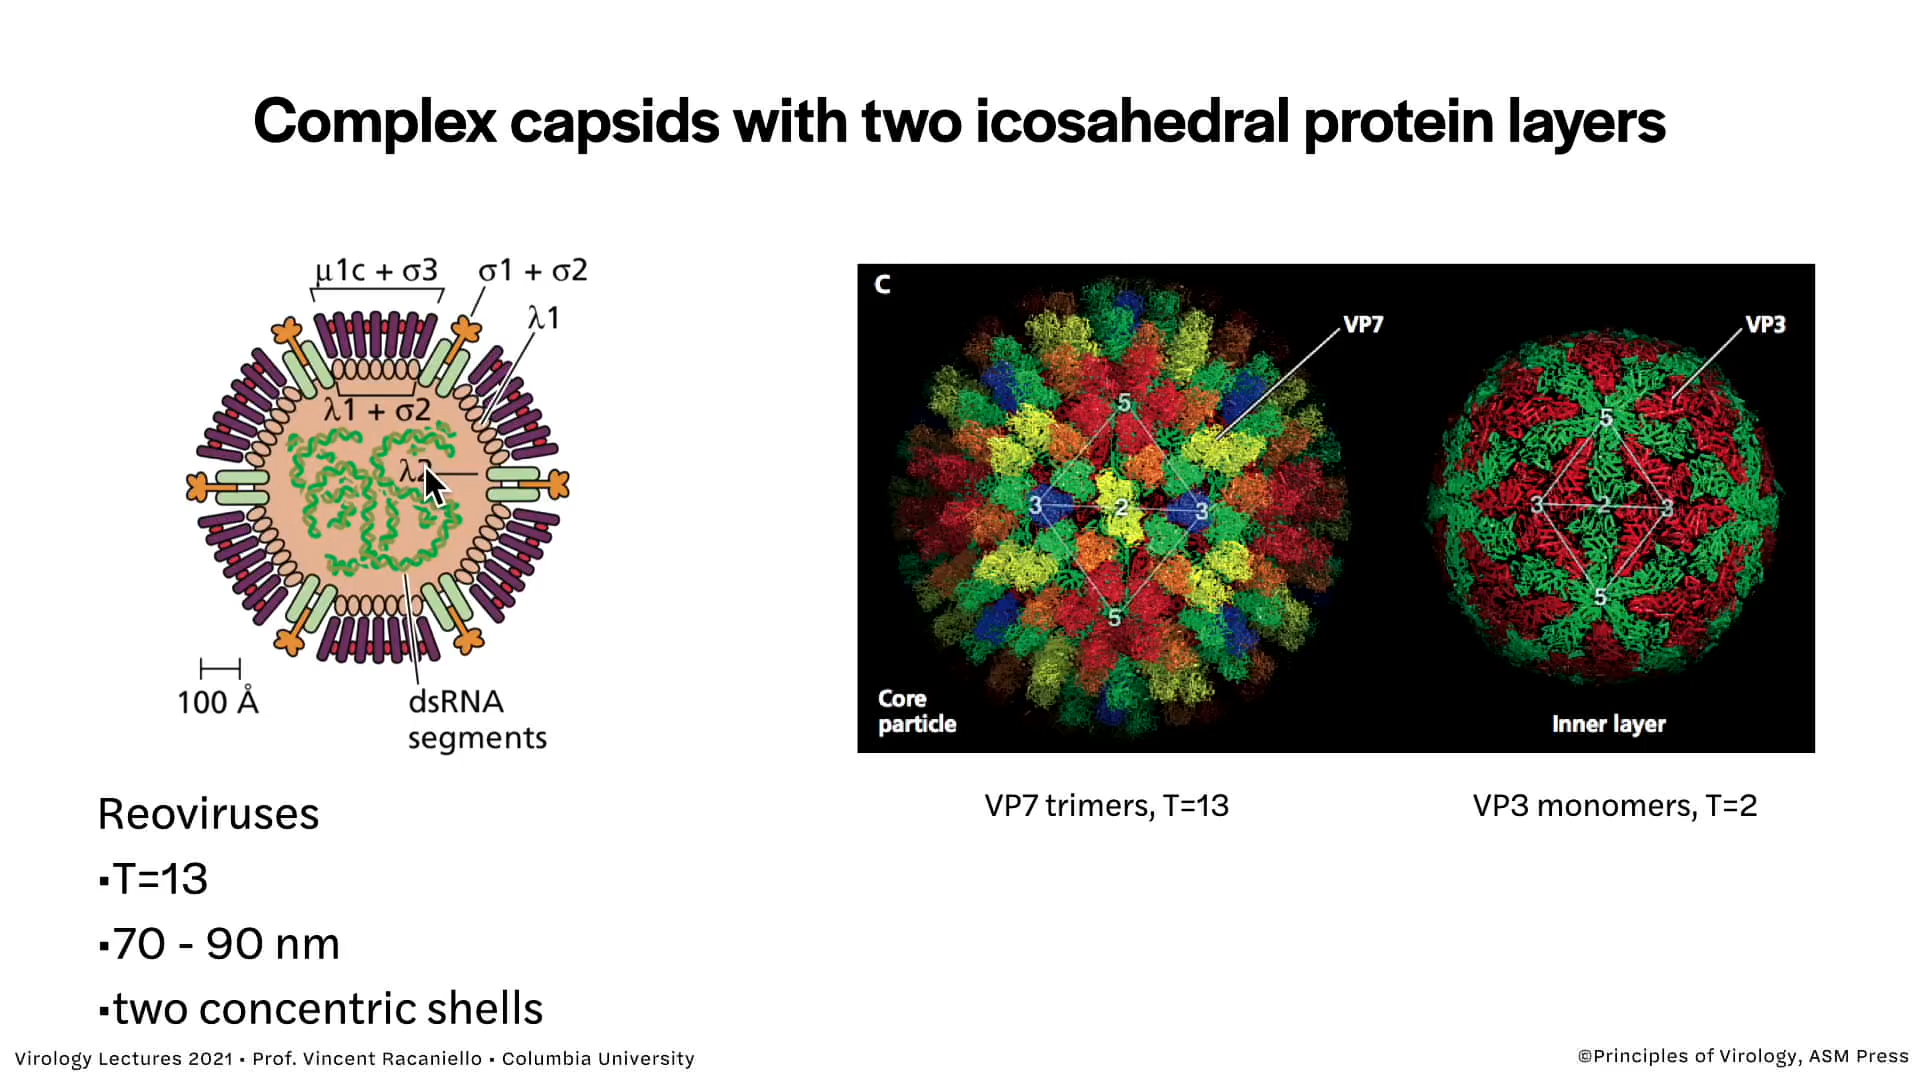 Complex capsids with two icosahedral protein layers
μ1c + σ3
σ1 + σ2
λ1
λ1 + σ2
λ2
100 Å
dsRNA
segments
C
VP7
5
3
2
3
5
Core
particle
VP3
5
3
2
3
5
Inner layer
VP7 trimers, T=13
VP3 monomers, T=2
Reoviruses
▪T=13
▪70 - 90 nm
▪two concentric shells
Virology Lectures 2021 • Prof. Vincent Racaniello • Columbia University
©Principles of Virology, ASM Press